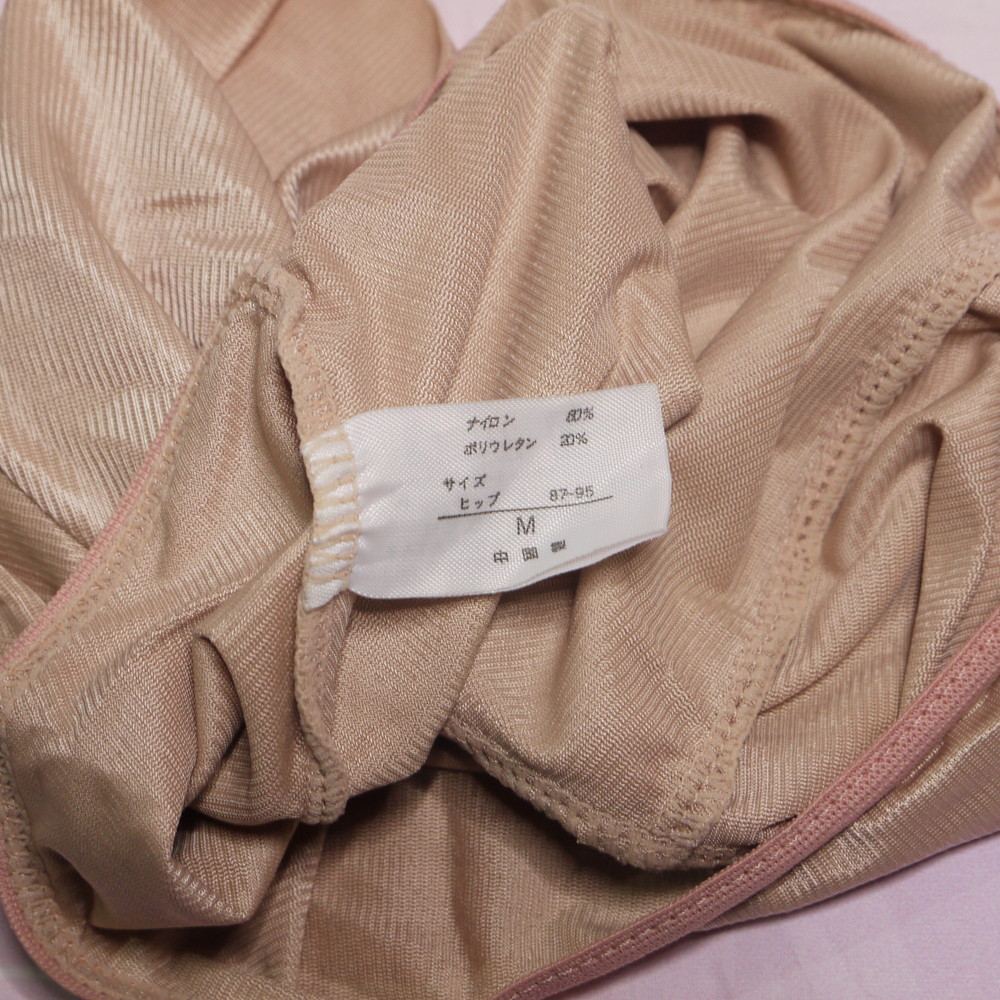 ナイロン 80%
ポリウレタン 20%
サイズ
ヒップ 87-95
M
中国製